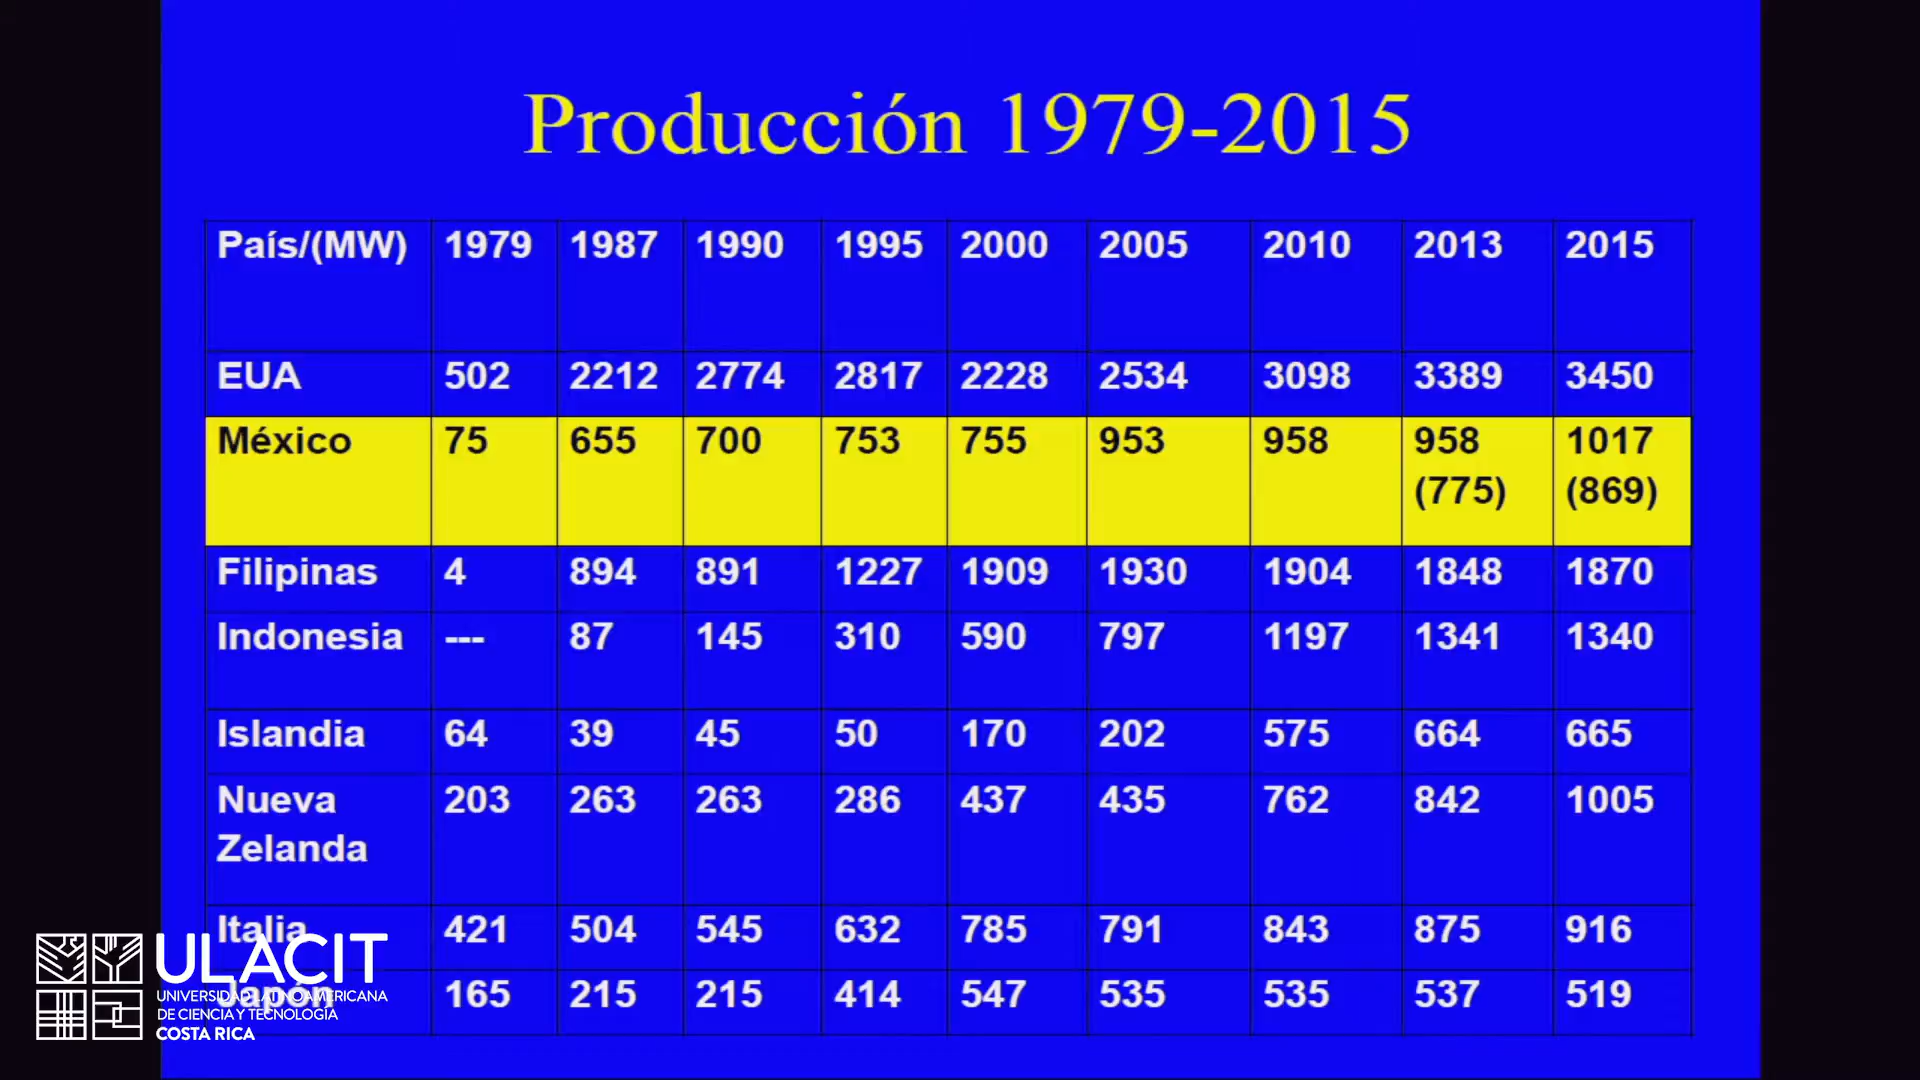 Producción 1979-2015
País/(MW) 1979 1987 1990 1995 2000 2005 2010 2013 2015
EUA 502 2212 2774 2817 2228 2534 3098 3389 3450
México 75 655 700 753 755 953 958 958 1017
(775) (869)
Filipinas 4 894 891 1227 1909 1930 1904 1848 1870
Indonesia --- 87 145 310 590 797 1197 1341 1340
Islandia 64 39 45 50 170 202 575 664 665
Nueva 203 263 263 286 437 435 762 842 1005
Zelanda
Italia 421 504 545 632 785 791 843 875 916
Japón 165 215 215 414 547 535 535 537 519
ULACIT
UNIVERSIDAD LATINOAMERICANA
DE CIENCIA Y TECNOLOGÍA
COSTA RICA